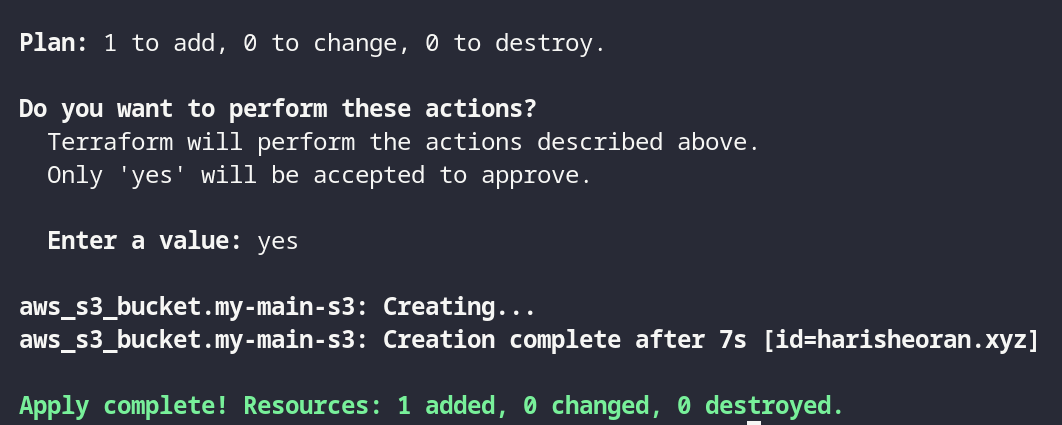 Plan: 1 to add, 0 to change, 0 to destroy.
Do you want to perform these actions?
Terraform will perform the actions described above.
Only 'yes' will be accepted to approve.
Enter a value: yes
aws_s3_bucket.my-main-s3: Creating...
aws_s3_bucket.my-main-s3: Creation complete after 7s [id=harisheoran.xyz]
Apply complete! Resources: 1 added, 0 changed, 0 destroyed.